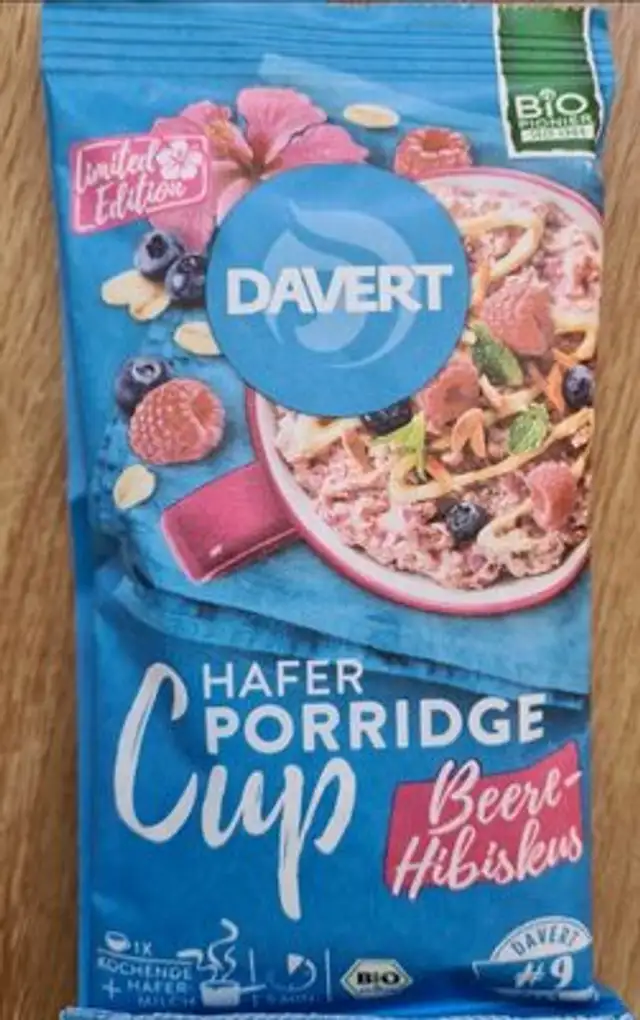 BIO
PIONIER
Limited
Edition
DAVERT
HAFER
PORRIDGE
Cup
Beere-
Hibiskus
1X
KOCHENDE
+ HAFER-
MILCH
BIO
DAVERT
#9